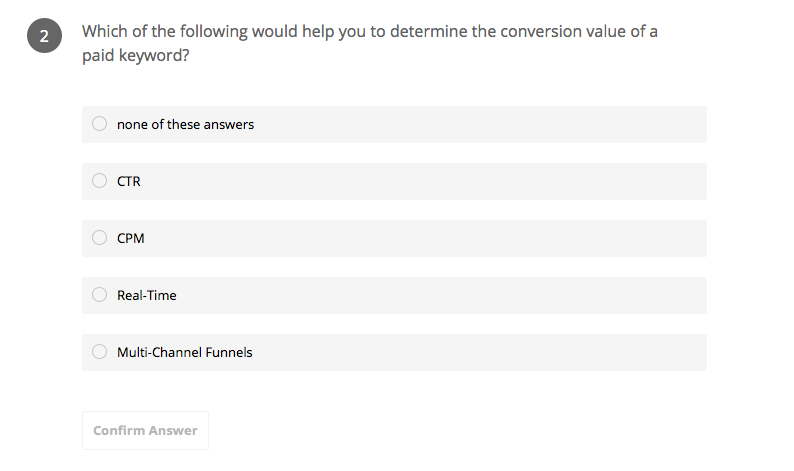 2
Which of the following would help you to determine the conversion value of a
paid keyword?
none of these answers
CTR
CPM
Real-Time
Multi-Channel Funnels
Confirm Answer